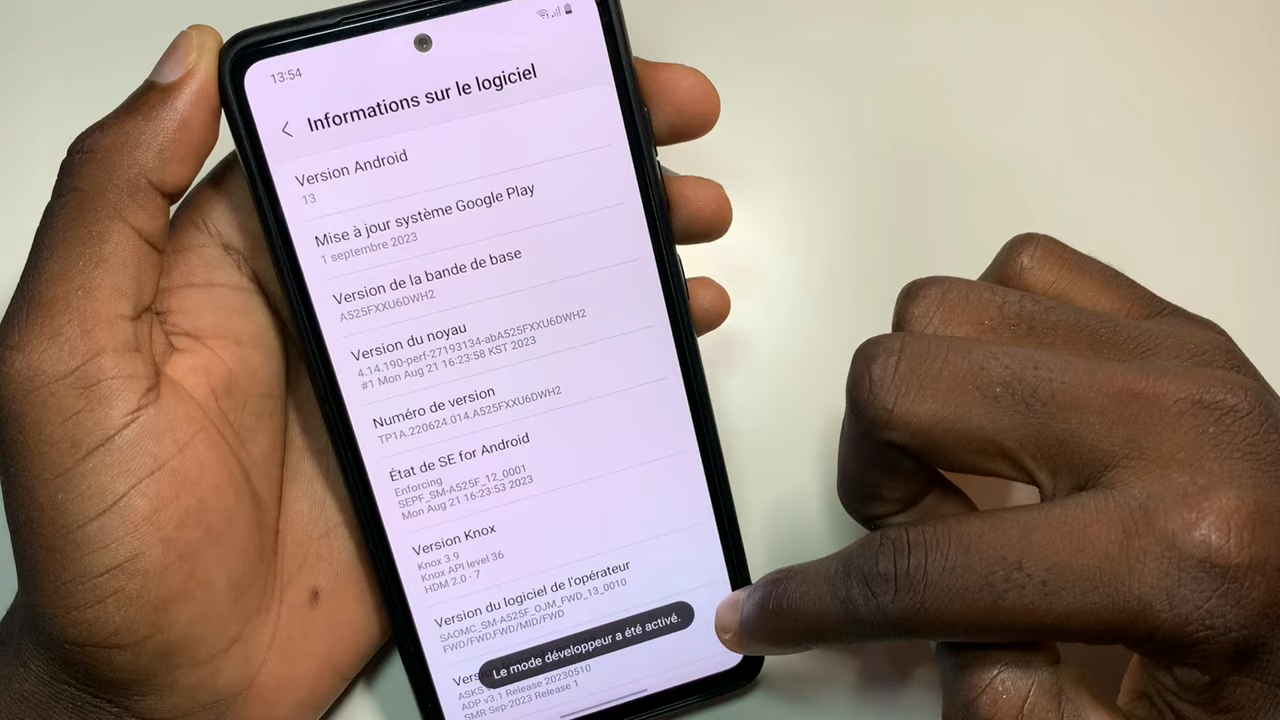 13:54
Informations sur le logiciel
Version Android
13
Mise à jour système Google Play
1 septembre 2023
Version de la bande de base
A525FXXU6DWH2
Version du noyau
4.14.190-perf-27193134-abA525FXXU6DWH2
#1 Mon Aug 21 16:23:58 KST 2023
Numéro de version
TP1A.220624.014.A525FXXU6DWH2
État de SE for Android
Enforcing
SEPF_SM-A525F_12_0001
Mon Aug 21 16:23:53 2023
Version Knox
Knox 3.9
Knox API level 36
HDM 2.0 - 7
Version du logiciel de l'opérateur
SAOMC_SM-A525F_OJM_FWD_13_0010
FWD/FWD,FWD/MID/FWD
Le mode développeur a été activé.
ASKS
ADP v3.1 Release 20230510
SMR Sep-2023 Release 1